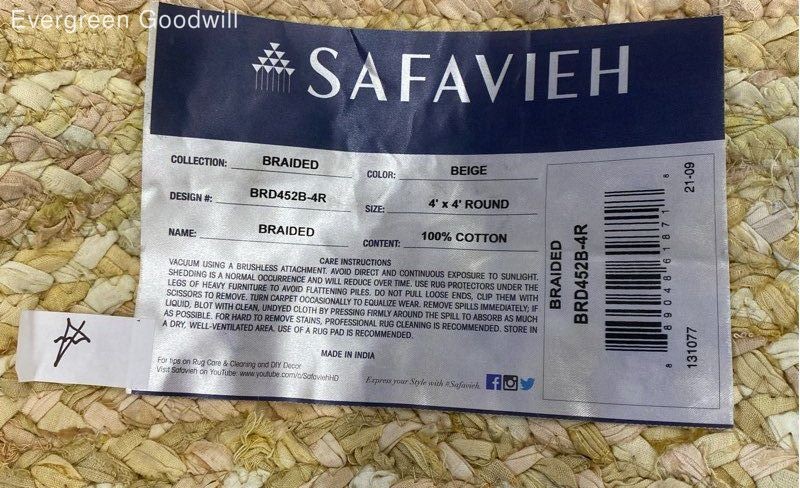 Evergreen Goodwill
SAFAVIEH
COLLECTION: BRAIDED
COLOR: BEIGE
DESIGN #: BRD452B-4R
SIZE: 4' x 4' ROUND
NAME: BRAIDED
CONTENT: 100% COTTON
CARE INSTRUCTIONS
VACUUM USING A BRUSHLESS ATTACHMENT. AVOID DIRECT AND CONTINUOUS EXPOSURE TO SUNLIGHT.
SHEDDING IS A NORMAL OCCURRENCE AND WILL REDUCE OVER TIME. USE RUG PROTECTORS UNDER THE
LEGS OF HEAVY FURNITURE TO AVOID FLATTENING PILES. DO NOT PULL LOOSE ENDS, CLIP THEM WITH
SCISSORS TO REMOVE. TURN CARPET OCCASIONALLY TO EQUALIZE WEAR. REMOVE SPILLS IMMEDIATELY; IF
LIQUID, BLOT WITH CLEAN, UNDYED CLOTH BY PRESSING FIRMLY AROUND THE SPILL TO ABSORB AS MUCH
AS POSSIBLE. FOR HARD TO REMOVE STAINS, PROFESSIONAL RUG CLEANING IS RECOMMENDED. STORE IN
A DRY, WELL-VENTILATED AREA. USE OF A RUG PAD IS RECOMMENDED.
MADE IN INDIA
For tips on Rug Care & Cleaning and DIY Decor
Visit Safavieh on YouTube: www.youtube.com/c/SafaviehHD
Express your Style with #Safavieh.
BRAIDED
BRD452B-4R
8 89048 61871 8
21-09
131077